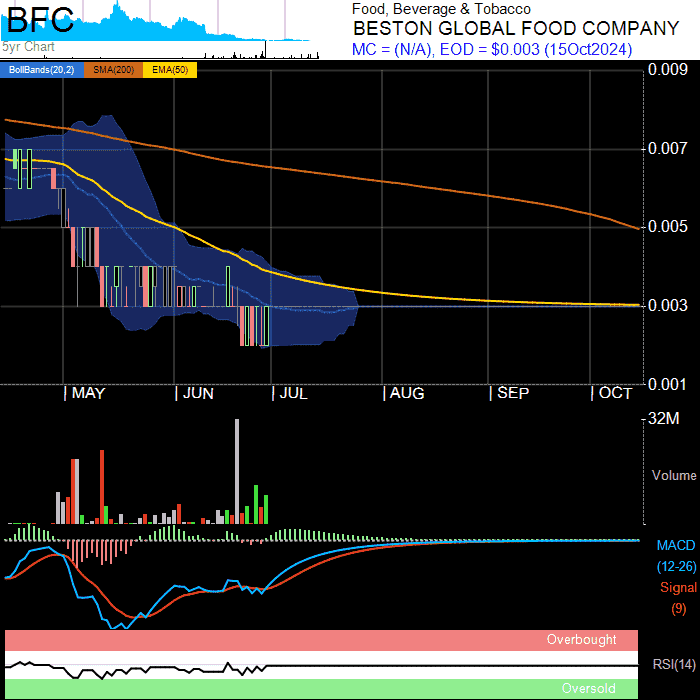 BFC
5yr Chart
Food, Beverage & Tobacco
BESTON GLOBAL FOOD COMPANY
MC = (N/A), EOD = $0.003 (15Oct2024)
BollBands(20,2) SMA(200) EMA(50)
0.009
0.007
0.005
0.003
0.001
MAY JUN JUL AUG SEP OCT
32M
Volume
MACD
(12-26)
Signal
(9)
Overbought
RSI(14)
Oversold